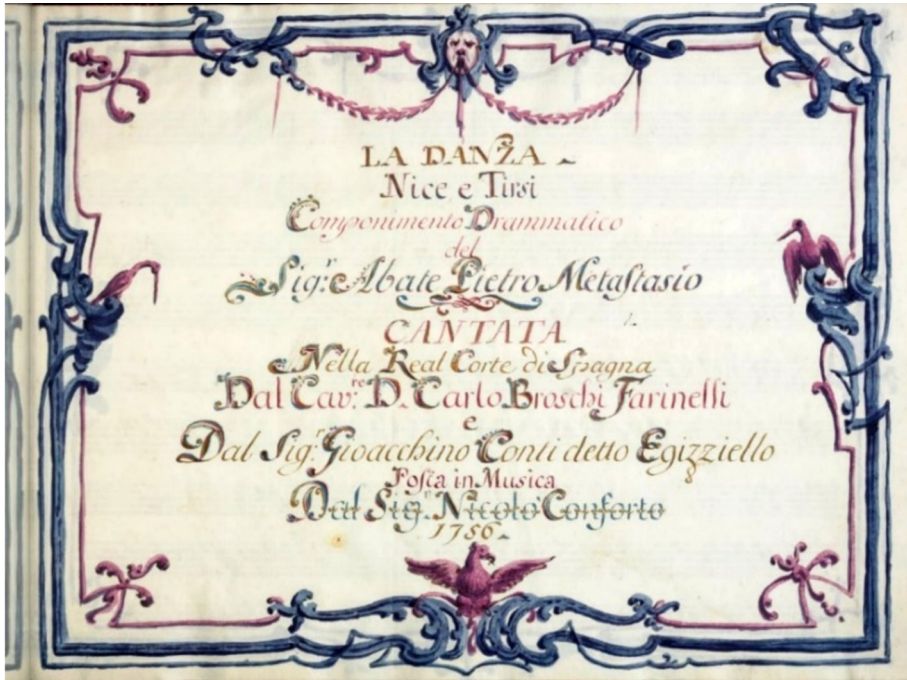 LA DANZA
Nice e Tirsi
Componimento Drammatico
del
Sig.r Abate Pietro Metaſtasio
CANTATA
Nella Real Corte di Spagna
Dal Cav.re D. Carlo Broschi Farinelli
e
Dal Sig.r Gioacchino Conti detto Egizziello
Poſta in Musica
Dal Sig.r Nicolò Conforto
1756